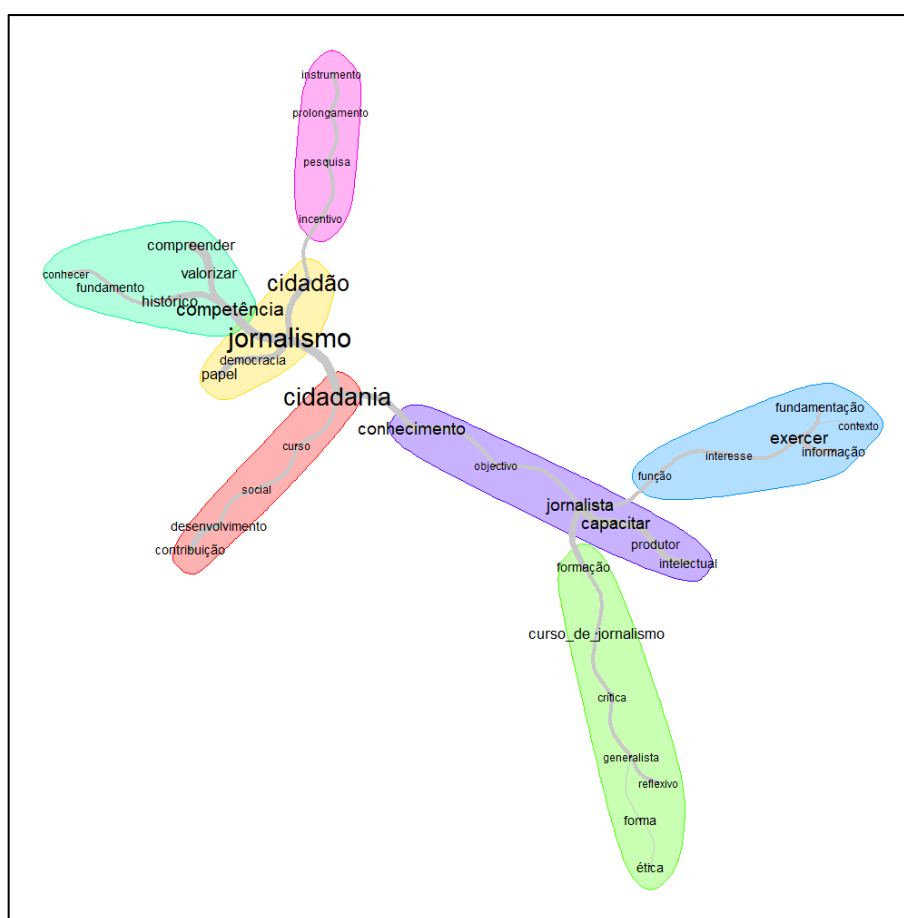 instrumento
prolongamento
pesquisa
incentivo
compreender
conhecer
valorizar
fundamento
histórico
competência
cidadão
jornalismo
democracia
papel
cidadania
curso
social
desenvolvimento
contribuição
conhecimento
objectivo
jornalista
capacitar
produtor
intelectual
fundamentação
contexto
exercer
informação
interesse
função
formação
curso_de_jornalismo
crítica
generalista
reflexivo
forma
ética